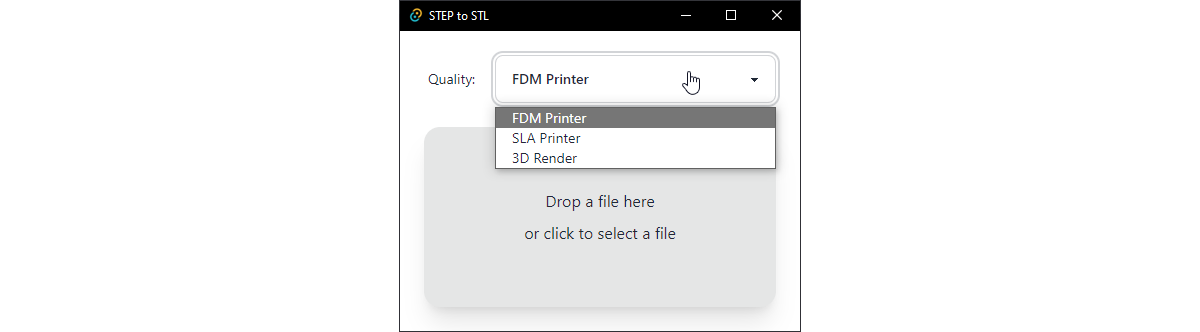 STEP to STL
Quality:
FDM Printer
FDM Printer
SLA Printer
3D Render
Drop a file here
or click to select a file